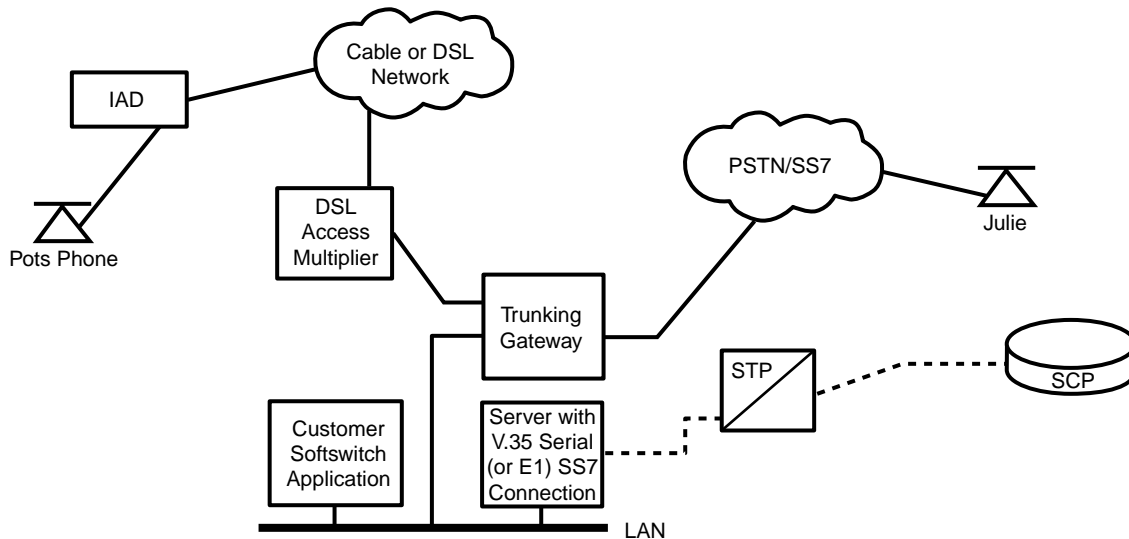 Cable or DSL
Network
IAD
PSTN/SS7
DSL
Access
Multiplier
Julie
Pots Phone
Trunking
Gateway
STP
SCP
Customer
Softswitch
Application
Server with
V.35 Serial
(or E1) SS7
Connection
LAN